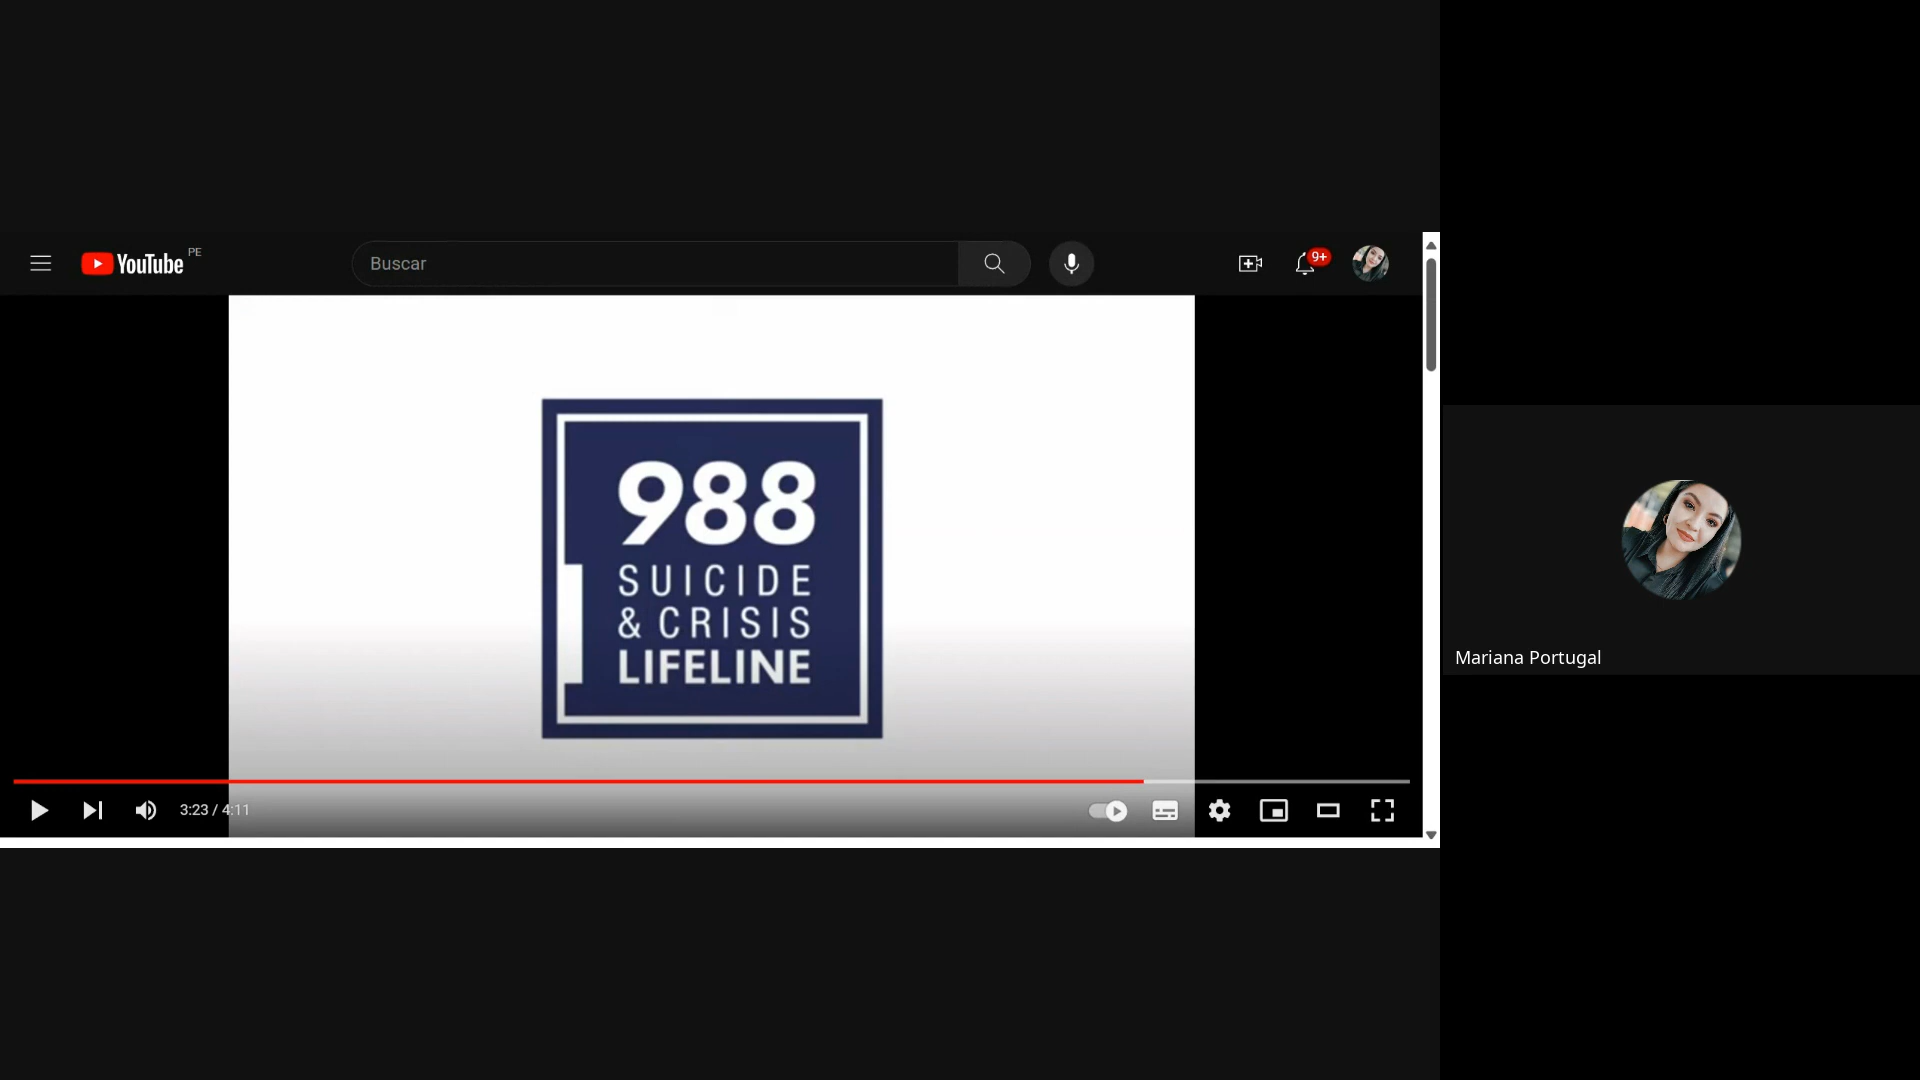 YouTube PE
Buscar
9+
988
SUICIDE
& CRISIS
LIFELINE
3:23 / 4:11
Mariana Portugal